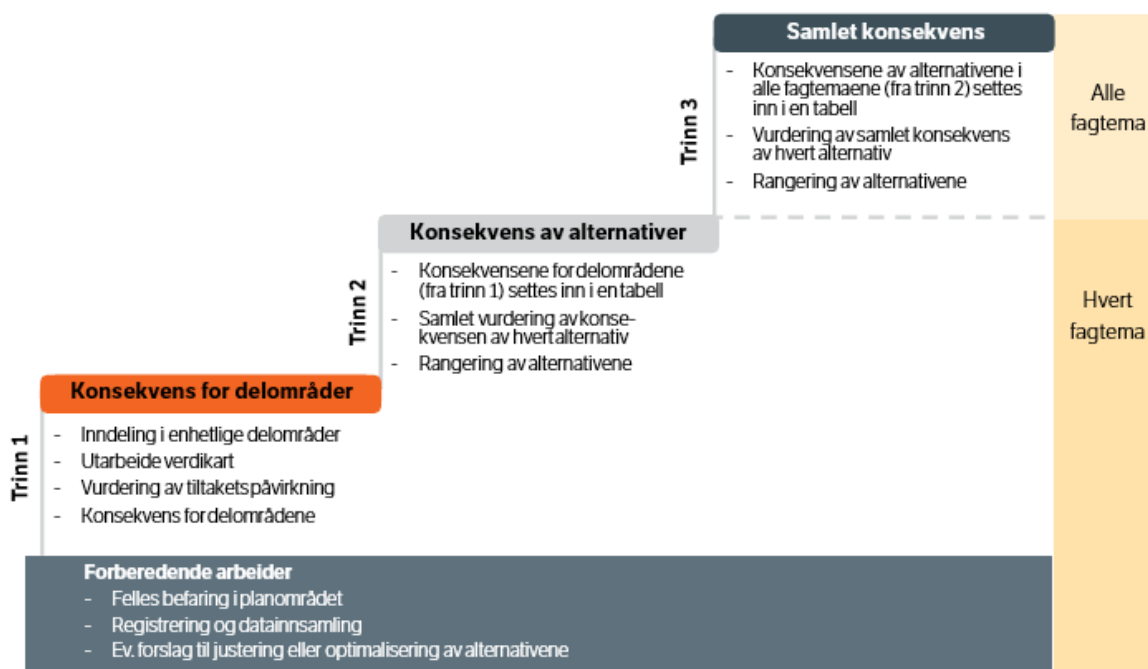 Samlet konsekvens
- Konsekvensene av alternativene i
alle fagtemaene (fra trinn 2) settes
inn i en tabell
- Vurdering av samlet konsekvens
av hvert alternativ
- Rangering av alternativene
Trinn 3
Alle
fagtema
Konsekvens av alternativer
- Konsekvensene for delområdene
(fra trinn 1) settes inn i en tabell
- Samlet vurdering av konse-
kvensen av hvert alternativ
- Rangering av alternativene
Trinn 2
Hvert
fagtema
Konsekvens for delområder
- Inndeling i enhetlige delområder
- Utarbeide verdikart
- Vurdering av tiltakets påvirkning
- Konsekvens for delområdene
Trinn 1
Forberedende arbeider
- Felles befaring i planområdet
- Registrering og datainnsamling
- Ev. forslag til justering eller optimalisering av alternativene